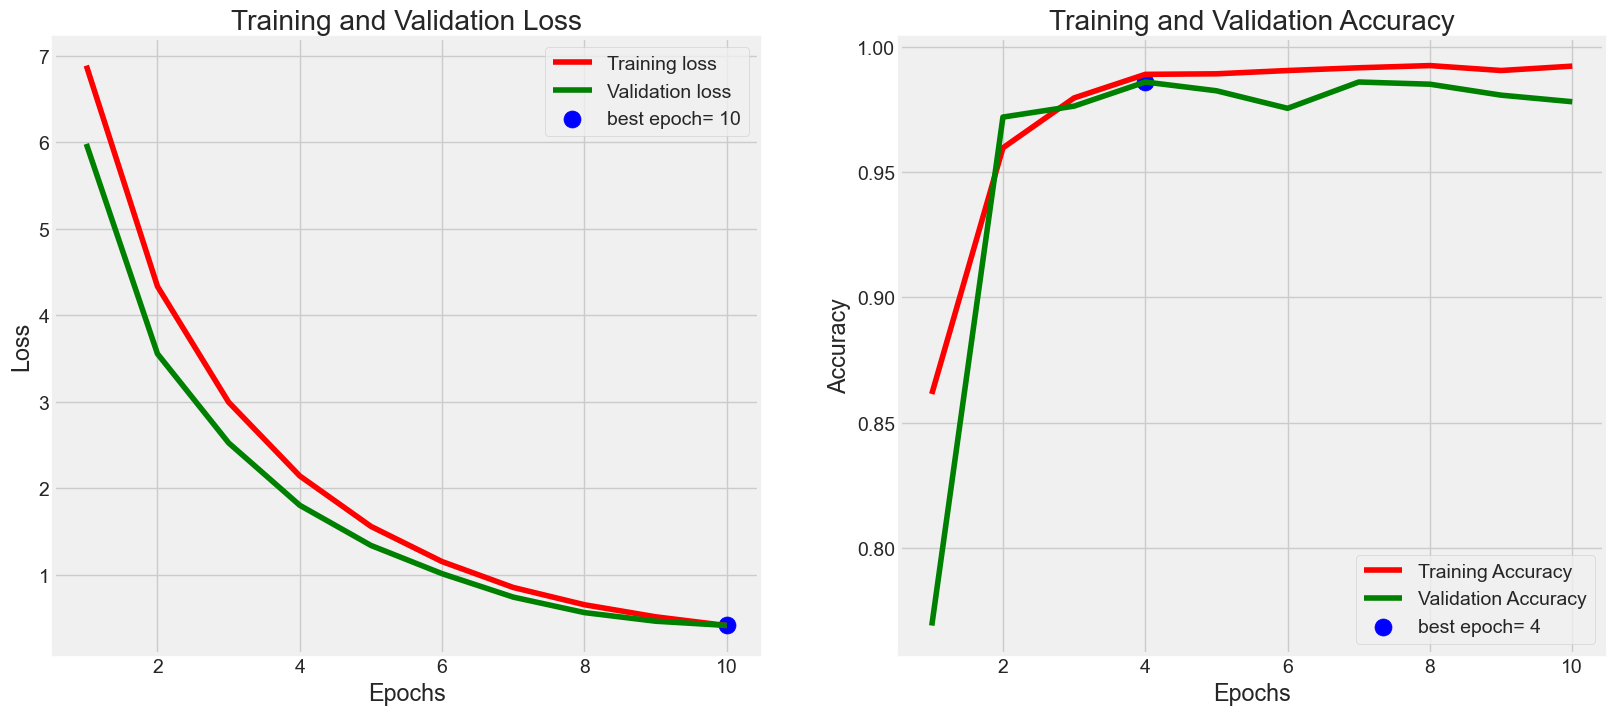 Training and Validation Loss
7
6
5
4
3
2
1
Loss
2 4 6 8 10
Epochs
Training loss
Validation loss
best epoch= 10
Training and Validation Accuracy
1.00
0.95
0.90
0.85
0.80
Accuracy
2 4 6 8 10
Epochs
Training Accuracy
Validation Accuracy
best epoch= 4